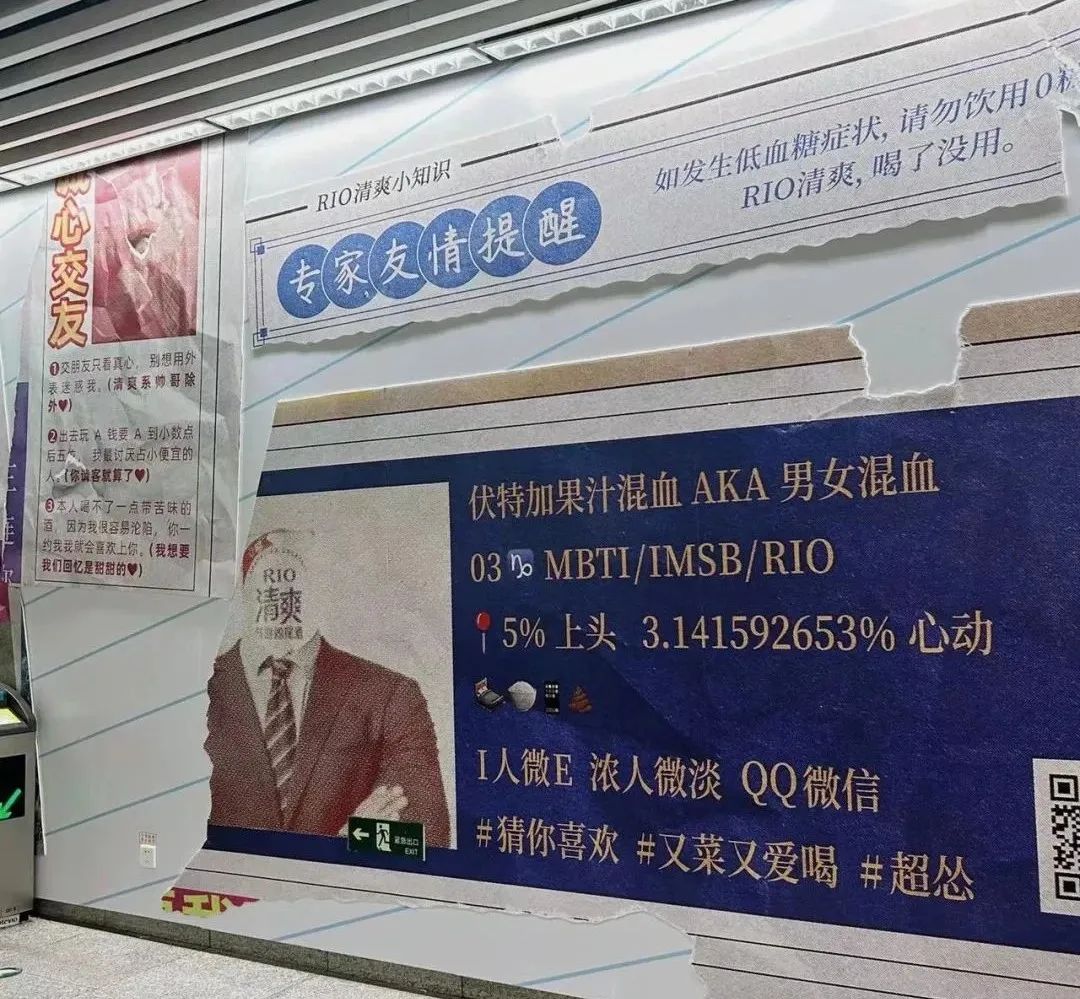 心交友
❶交朋友只看真心，别想用外
表迷惑我。(清爽系帅哥除
外♥)
❷出去玩 A 钱要 A 到小数点
后五位，我最讨厌占小便宜的
人。(你请客就算了♥)
❸本人喝不了一点带苦味的
酒，因为我很容易沦陷，你一
约我我就会喜欢上你。(我想要
我们回忆是甜甜的♥)
RIO清爽小知识
专家友情提醒
如发生低血糖症状, 请勿饮用0糖
RIO清爽, 喝了没用。
RIO
清爽
伏特加果汁混血 AKA 男女混血
03♑ MBTI/IMSB/RIO
📍5% 上头 3.141592653% 心动
I人微E 浓人微淡 QQ微信
#猜你喜欢 #又菜又爱喝 #超怂
紧急出口
EXIT